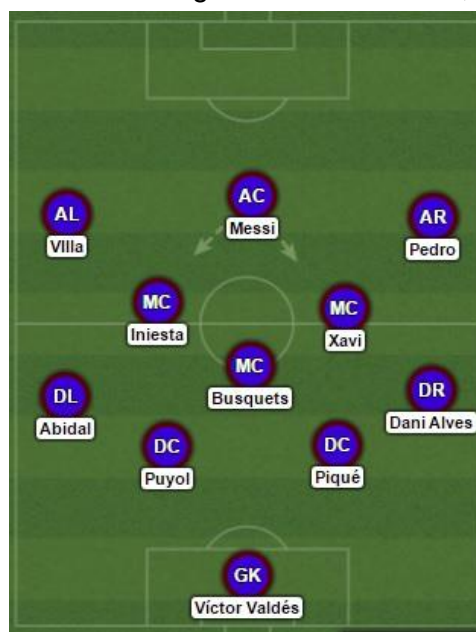 AC
Messi
AL
VIlla
AR
Pedro
MC
Iniesta
MC
Xavi
MC
Busquets
DL
Abidal
DR
Dani Alves
DC
Puyol
DC
Piqué
GK
Víctor Valdés